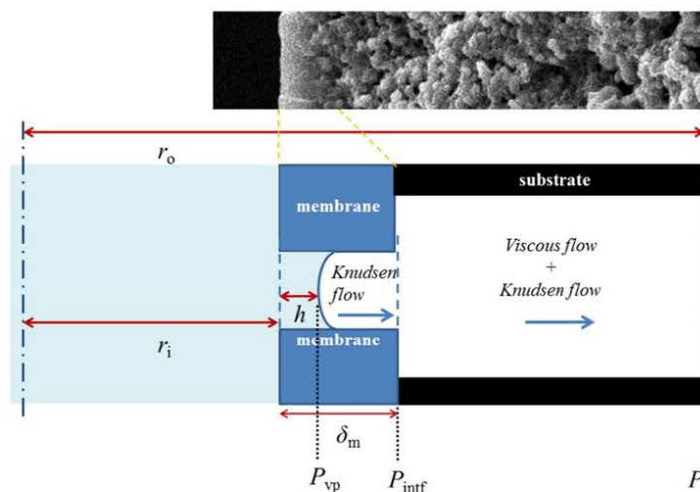 r_o
substrate
membrane
Viscous flow
+
Knudsen flow
Knudsen
flow
h
membrane
r_i
δ_m
P_vp
P_intf
P